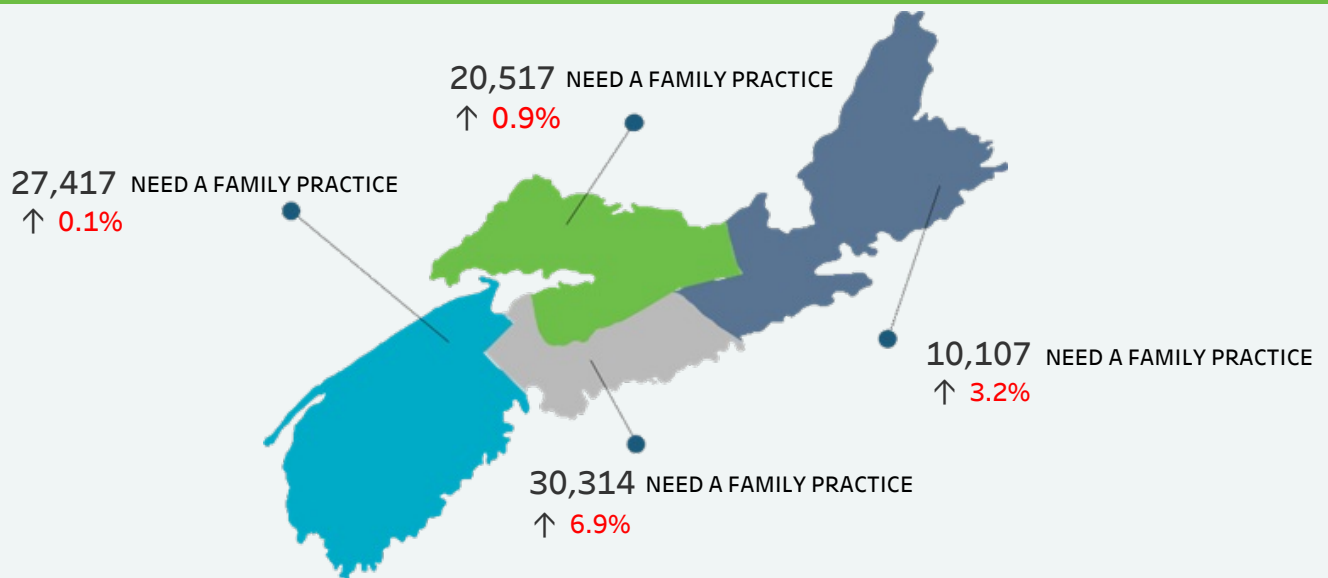 20,517 NEED A FAMILY PRACTICE
↑ 0.9%
27,417 NEED A FAMILY PRACTICE
↑ 0.1%
10,107 NEED A FAMILY PRACTICE
↑ 3.2%
30,314 NEED A FAMILY PRACTICE
↑ 6.9%